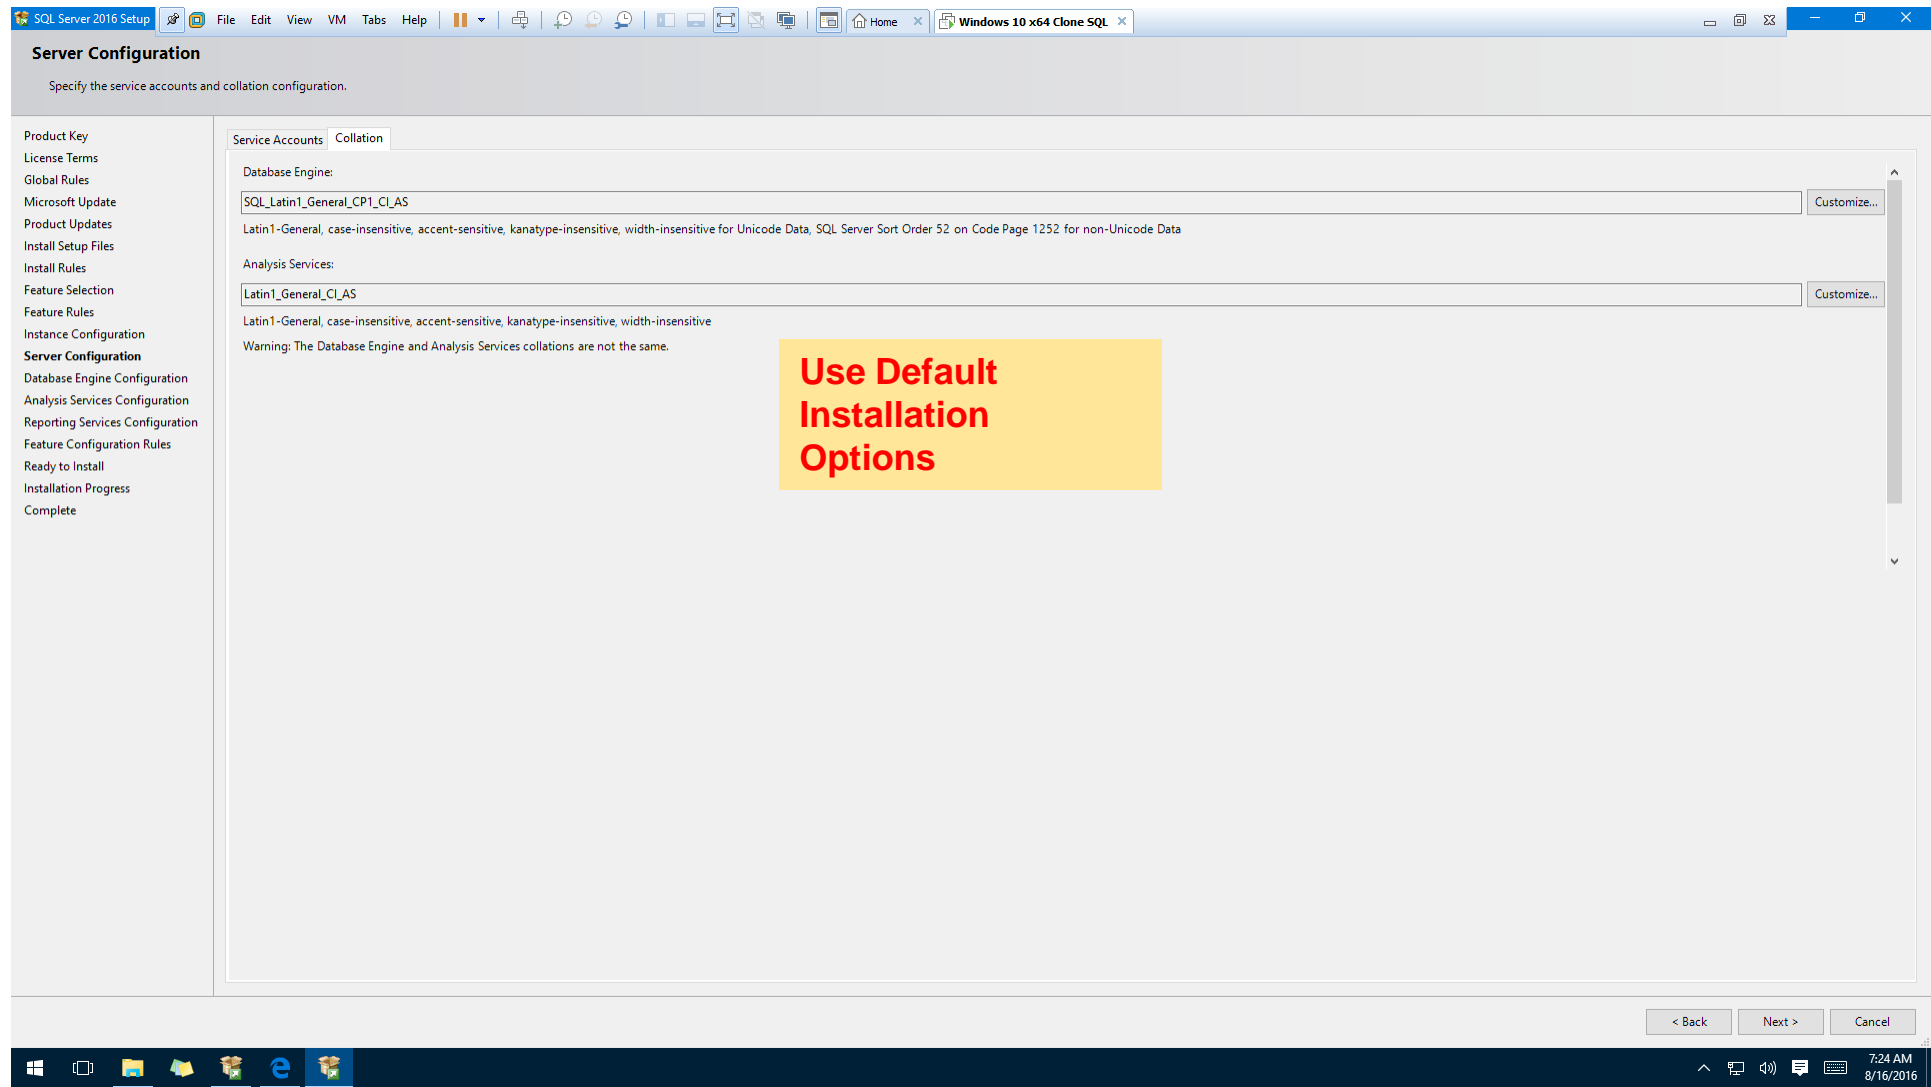 SQL Server 2016 Setup File Edit View VM Tabs Help Home Windows 10 x64 Clone SQL
Server Configuration
Specify the service accounts and collation configuration.
Product Key
License Terms
Global Rules
Microsoft Update
Product Updates
Install Setup Files
Install Rules
Feature Selection
Feature Rules
Instance Configuration
Server Configuration
Database Engine Configuration
Analysis Services Configuration
Reporting Services Configuration
Feature Configuration Rules
Ready to Install
Installation Progress
Complete
Service Accounts Collation
Database Engine:
SQL_Latin1_General_CP1_CI_AS Customize...
Latin1-General, case-insensitive, accent-sensitive, kanatype-insensitive, width-insensitive for Unicode Data, SQL Server Sort Order 52 on Code Page 1252 for non-Unicode Data
Analysis Services:
Latin1_General_CI_AS Customize...
Latin1-General, case-insensitive, accent-sensitive, kanatype-insensitive, width-insensitive
Warning: The Database Engine and Analysis Services collations are not the same.
Use Default
Installation
Options
< Back Next > Cancel
7:24 AM
8/16/2016